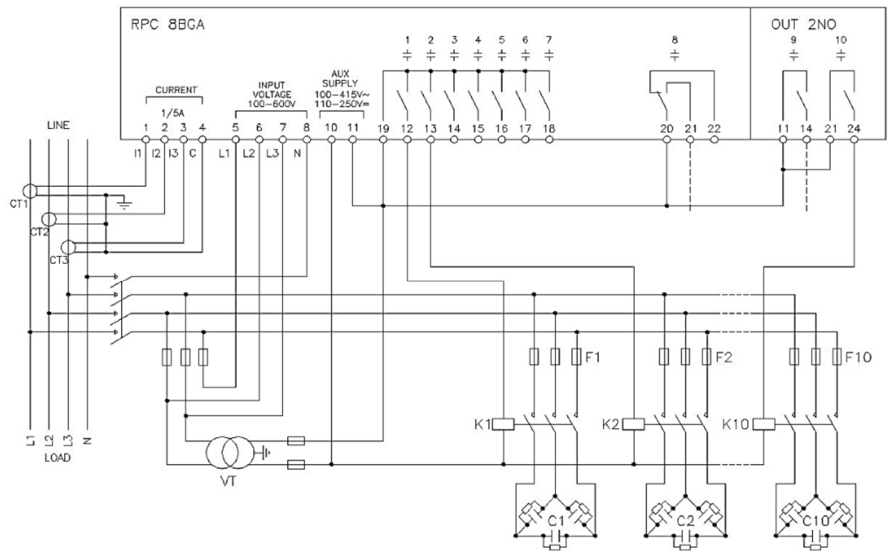 RPC 8BGA
OUT 2NO
1 2 3 4 5 6 7 8 9 10
CURRENT
1/5A
INPUT
VOLTAGE
100-600V
AUX
SUPPLY
100-415V~
110-250V=
LINE
1 2 3 4 5 6 7 8 10 11 19 12 13 14 15 16 17 18 20 21 22 11 14 21 24
I1 I2 I3 C L1 L2 L3 N
CT1
CT2
CT3
F1 F2 F10
K1 K2 K10
L1 L2 L3 N
LOAD
VT
C1 C2 C10